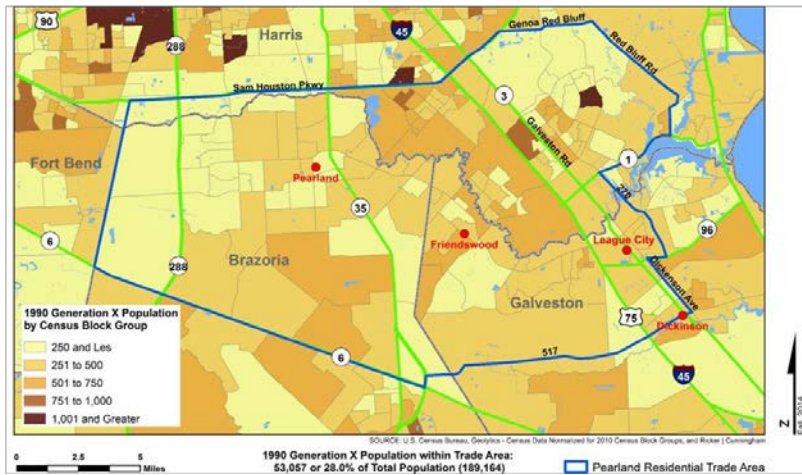 90
288
Harris
45
Genoa Red Bluff
Red Bluff Rd
Sam Houston Pkwy
3
Galveston Rd
1
Fort Bend
Pearland
270
35
96
6
Friendswood
League City
288
Brazoria
Dickenson Ave
Galveston
1990 Generation X Population
by Census Block Group
250 and Les
251 to 500
501 to 750
751 to 1,000
1,001 and Greater
75
Dickinson
6
517
45
N
Feb 2014
SOURCE: U.S. Census Bureau, Geolytics - Census Data Normalized for 2010 Census Block Groups, and Ricker | Cunningham
0 2.5 5
Miles
1990 Generation X Population within Trade Area:
53,057 or 28.0% of Total Population (189,164)
Pearland Residential Trade Area